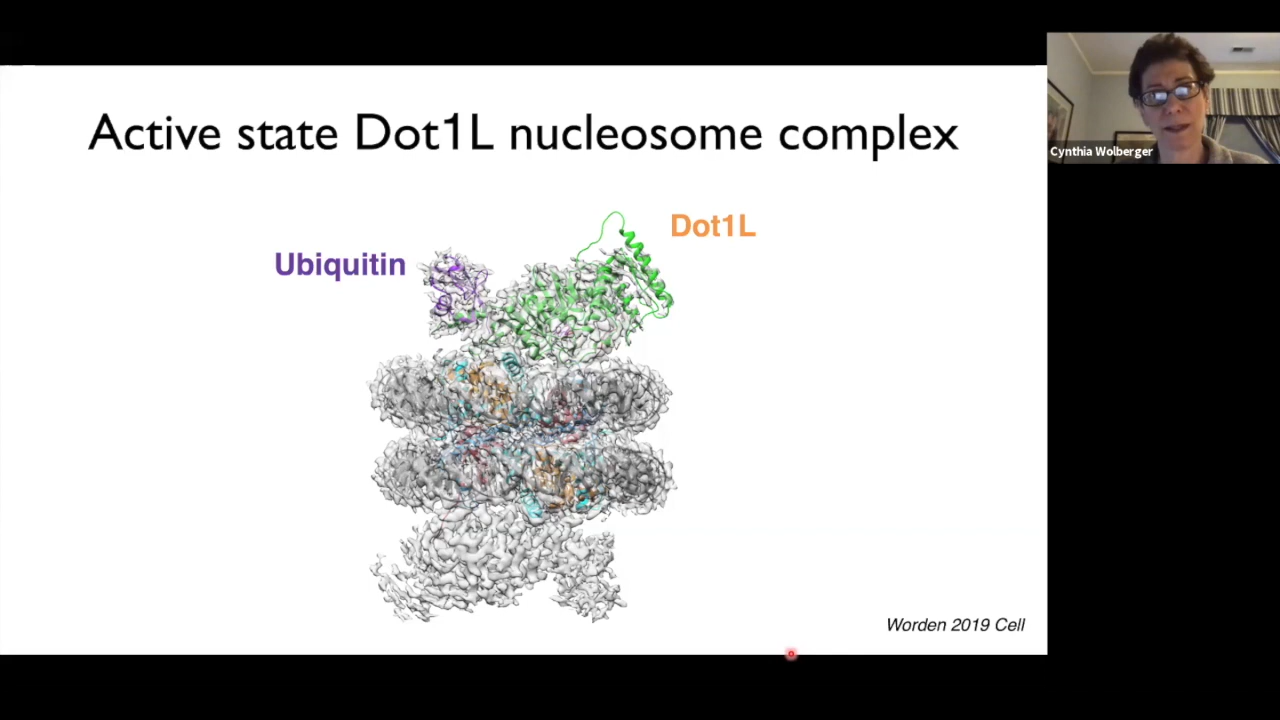 Active state Dot1L nucleosome complex
Cynthia Wolberger
Dot1L
Ubiquitin
Worden 2019 Cell